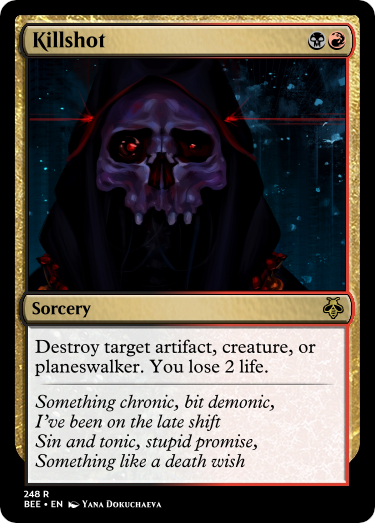 Killshot
Sorcery
Destroy target artifact, creature, or
planeswalker. You lose 2 life.
Something chronic, bit demonic,
I've been on the late shift
Sin and tonic, stupid promise,
Something like a death wish
248 R
BEE • EN Yana Dokuchaeva